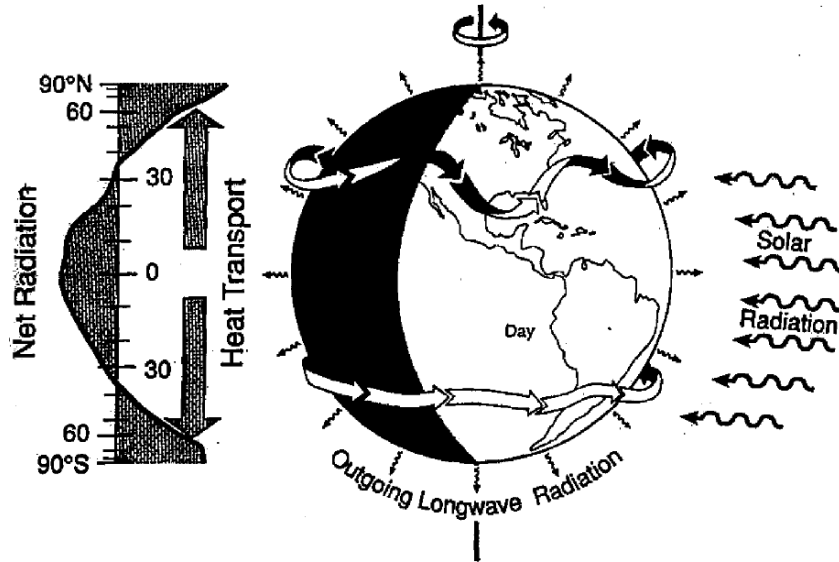 90°N
60
30
0
30
60
90°S
Net Radiation
Heat Transport
Day
Outgoing Longwave Radiation
Solar
Radiation